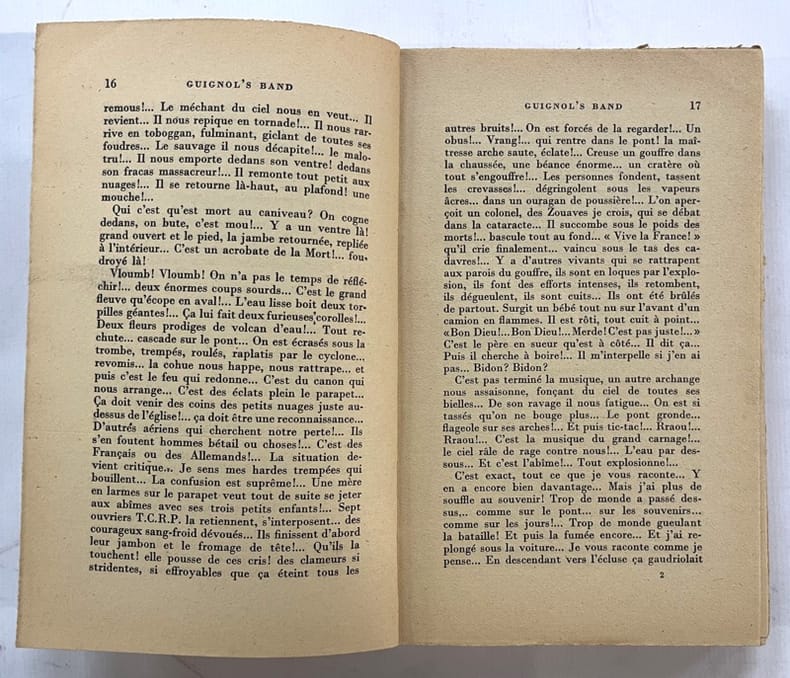 16 GUIGNOL'S BAND
remous!... Le méchant du ciel nous en veut... Il
revient... Il nous repique en tornade!... Il nous rar-
rive en toboggan, fulminant, giclant de toutes ses
foudres... Le sauvage il nous décapite!... le malo-
tru!... Il nous emporte dedans son ventre! dedans
son fracas massacreur!... Il remonte tout petit aux
nuages!... Il se retourne là-haut, au plafond! une
mouche!...
Qui c'est qu'est mort au caniveau? On cogne
dedans, on bute, c'est mou!... Y a un ventre là!
grand ouvert et le pied, la jambe retournée, repliée
à l'intérieur... C'est un acrobate de la Mort!... fou-
droyé là!
Vloumb! Vloumb! On n'a pas le temps de réflé-
chir!... deux énormes coups sourds... C'est le grand
fleuve qu'écope en aval!... L'eau lisse boit deux tor-
pilles géantes!... Ça lui fait deux furieuses corolles!...
Deux fleurs prodiges de volcan d'eau!... Tout re-
chute... cascade sur le pont... On est écrasés sous la
trombe, trempés, roulés, raplatis par le cyclone...
revomis... la cohue nous happe, nous rattrape... et
puis c'est le feu qui redonne... C'est du canon qui
nous arrange... C'est des éclats plein le parapet...
Ça doit venir des coins des petits nuages juste au-
dessus de l'église!... ça doit être une reconnaissance...
D'autres aériens qui cherchent notre perte!... Ils
s'en foutent hommes bétail ou choses!... C'est des
Français ou des Allemands!... La situation de-
vient critique... Je sens mes hardes trempées qui
bouillent... La confusion est suprême!... Une mère
en larmes sur le parapet veut tout de suite se jeter
aux abîmes avec ses trois petits enfants!... Sept
ouvriers T.C.R.P. la retiennent, s'interposent... des
courageux sang-froid dévoués... Ils finissent d'abord
leur jambon et le fromage de tête!... Qu'ils la
touchent! elle pousse de ces cris! des clameurs si
stridentes, si effroyables que ça éteint tous les
GUIGNOL'S BAND 17
autres bruits!... On est forcés de la regarder!... Un
obus!... Vrang!... qui rentre dans le pont! la maî-
tresse arche saute, éclate!... Creuse un gouffre dans
la chaussée, une béance énorme... un cratère où
tout s'engouffre!... Les personnes fondent, tassent
les crevasses!... dégringolent sous les vapeurs
âcres... dans un ouragan de poussière!... L'on aper-
çoit un colonel, des Zouaves je crois, qui se débat
dans la cataracte... Il succombe sous le poids des
morts!... bascule tout au fond... « Vive la France! »
qu'il crie finalement... vaincu sous le tas des ca-
davres!... Y a d'autres vivants qui se rattrapent
aux parois du gouffre, ils sont en loques par l'explo-
sion, ils font des efforts intenses, ils retombent,
ils dégueulent, ils sont cuits... Ils ont été brûlés
de partout. Surgit un bébé tout nu sur l'avant d'un
camion en flammes. Il est rôti, tout cuit à point...
«Bon Dieu!...Bon Dieu!...Merde! C'est pas juste!...»
C'est le père en sueur qu'est à côté... Il dit ça...
Puis il cherche à boire!... Il m'interpelle si j'en ai
pas... Bidon? Bidon?
C'est pas terminé la musique, un autre archange
nous assaisonne, fonçant du ciel de toutes ses
bielles... De son ravage il nous fatigue... On est si
tassés qu'on ne bouge plus... Le pont gronde...
flageole sur ses arches!... Et puis tic-tac!... Rraou!...
Rraou!... C'est la musique du grand carnage!...
le ciel râle de rage contre nous!... L'eau par des-
sous... Et c'est l'abîme!... Tout explosionne!...
C'est exact, tout ce que je vous raconte... Y
en a encore bien davantage... Mais j'ai plus de
souffle au souvenir! Trop de monde a passé des-
sus,.. comme sur le pont... sur les souvenirs...
comme sur les jours!... Trop de monde gueulant
la bataille! Et puis la fumée encore... Et j'ai re-
plongé sous la voiture... Je vous raconte comme je
pense... En descendant vers l'écluse ça gaudriolait
2